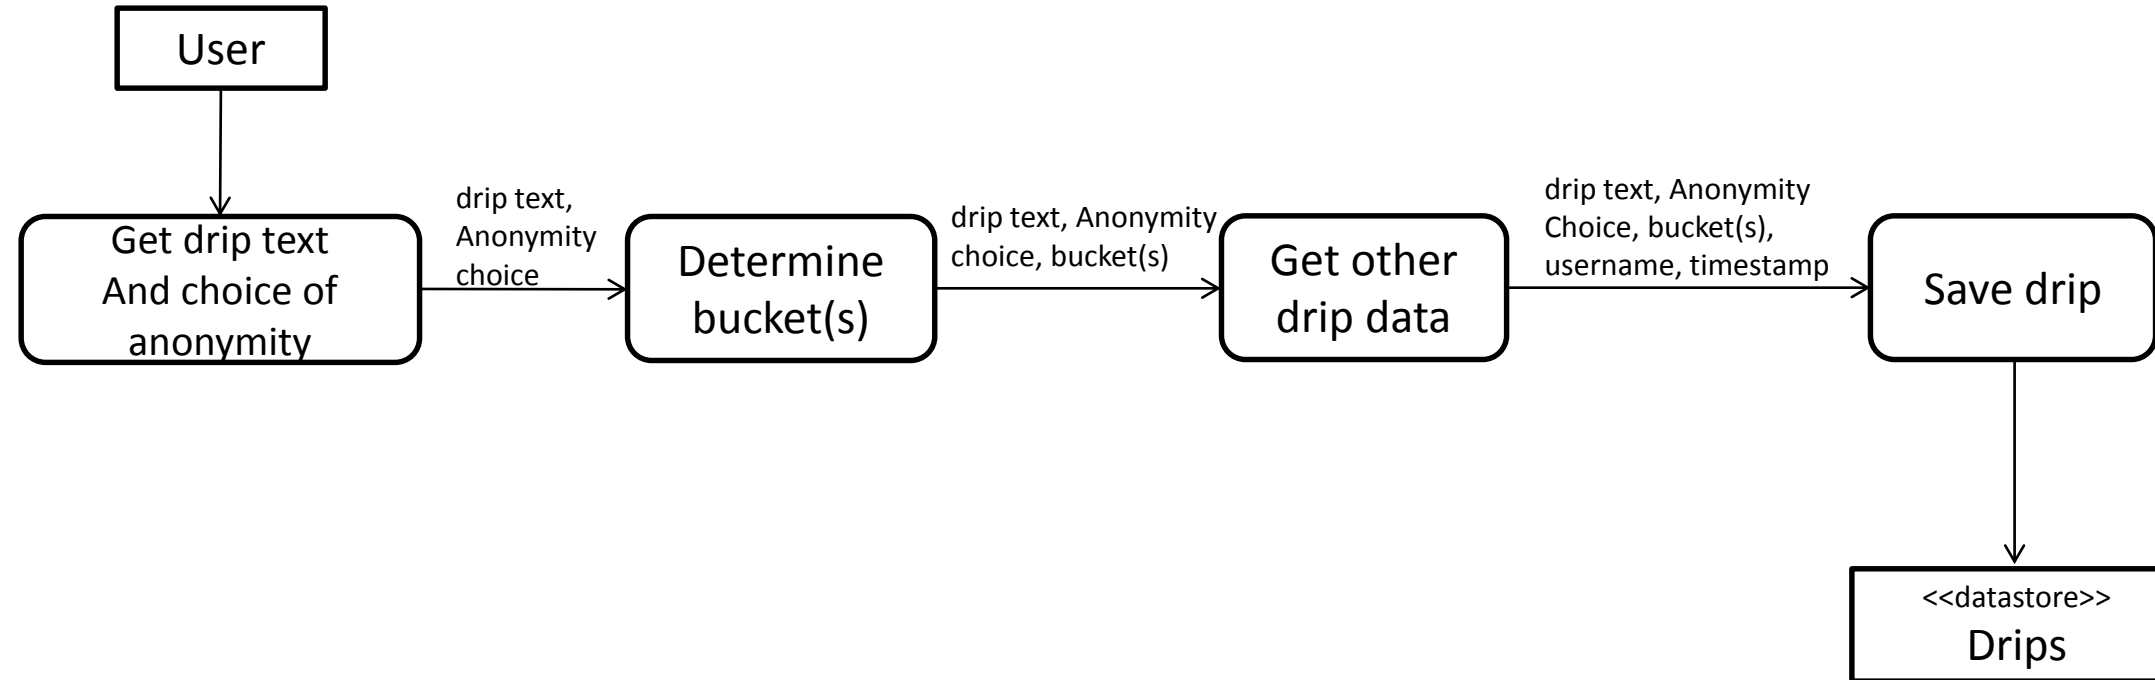 User
Get drip text
And choice of
anonymity
drip text,
Anonymity
choice
Determine
bucket(s)
drip text, Anonymity
choice, bucket(s)
Get other
drip data
drip text, Anonymity
Choice, bucket(s),
username, timestamp
Save drip
<<datastore>>
Drips